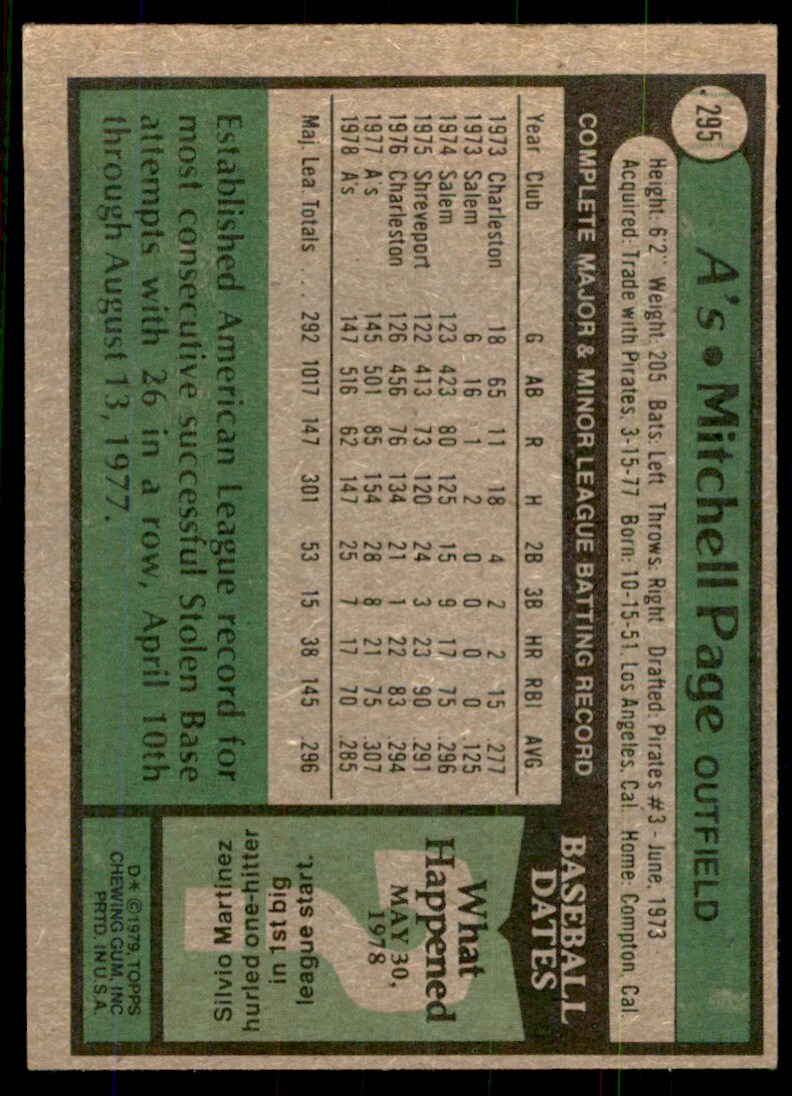 295
A's • Mitchell Page OUTFIELD
Height: 6'2" Weight: 205 Bats: Left Throws: Right Drafted: Pirates #3 - June, 1973
Acquired: Trade with Pirates, 3-15-77 Born: 10-15-51, Los Angeles, Cal. Home: Compton, Cal.
COMPLETE MAJOR & MINOR LEAGUE BATTING RECORD
Year Club G AB R H 2B 3B HR RBI AVG
1973 Charleston 18 65 11 18 4 2 2 15 .277
1973 Salem 6 16 1 2 0 0 0 0 .125
1974 Salem 123 423 80 125 15 9 17 75 .296
1975 Shreveport 122 413 73 120 24 3 23 90 .291
1976 Charleston 126 456 76 134 21 1 22 83 .294
1977 A's 145 501 85 154 28 8 21 75 .307
1978 A's 147 516 62 147 25 7 17 70 .285
Maj. Lea. Totals . . . 292 1017 147 301 53 15 38 145 .296
Established American League record for
most consecutive successful Stolen Base
attempts with 26 in a row, April 10th
through August 13, 1977.
BASEBALL
DATES
What
Happened
MAY 30,
1978
?
Silvio Martinez
hurled one-hitter
in 1st big
league start.
D* ©1979, TOPPS
CHEWING GUM, INC
PRTD. IN U.S.A.